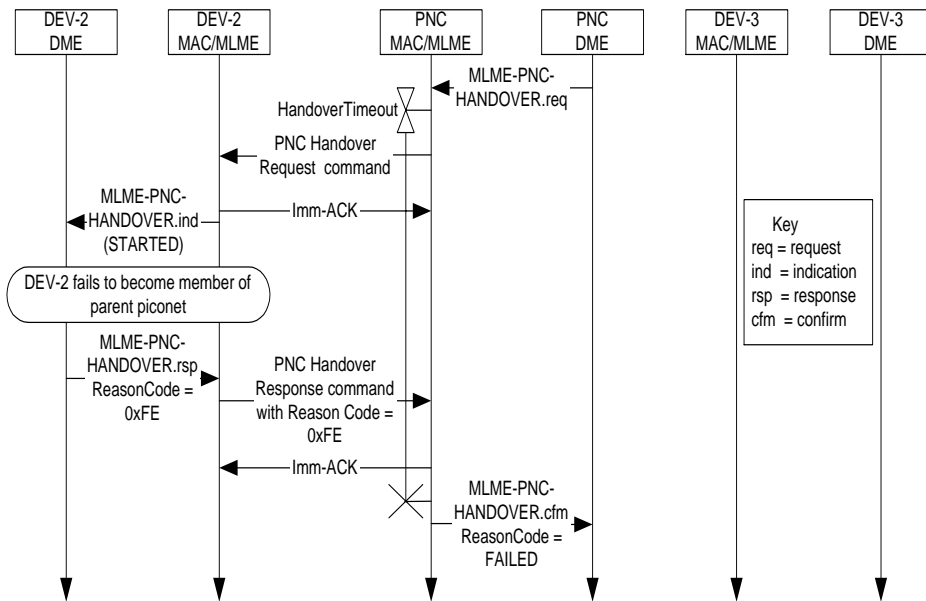 DEV-2
DME
DEV-2
MAC/MLME
PNC
MAC/MLME
PNC
DME
DEV-3
MAC/MLME
DEV-3
DME
MLME-PNC-
HANDOVER.req
HandoverTimeout
PNC Handover
Request command
MLME-PNC-
HANDOVER.ind
(STARTED)
Imm-ACK
Key
req = request
ind = indication
rsp = response
cfm = confirm
DEV-2 fails to become member of
parent piconet
MLME-PNC-
HANDOVER.rsp
ReasonCode =
0xFE
PNC Handover
Response command
with Reason Code =
0xFE
Imm-ACK
MLME-PNC-
HANDOVER.cfm
ReasonCode =
FAILED